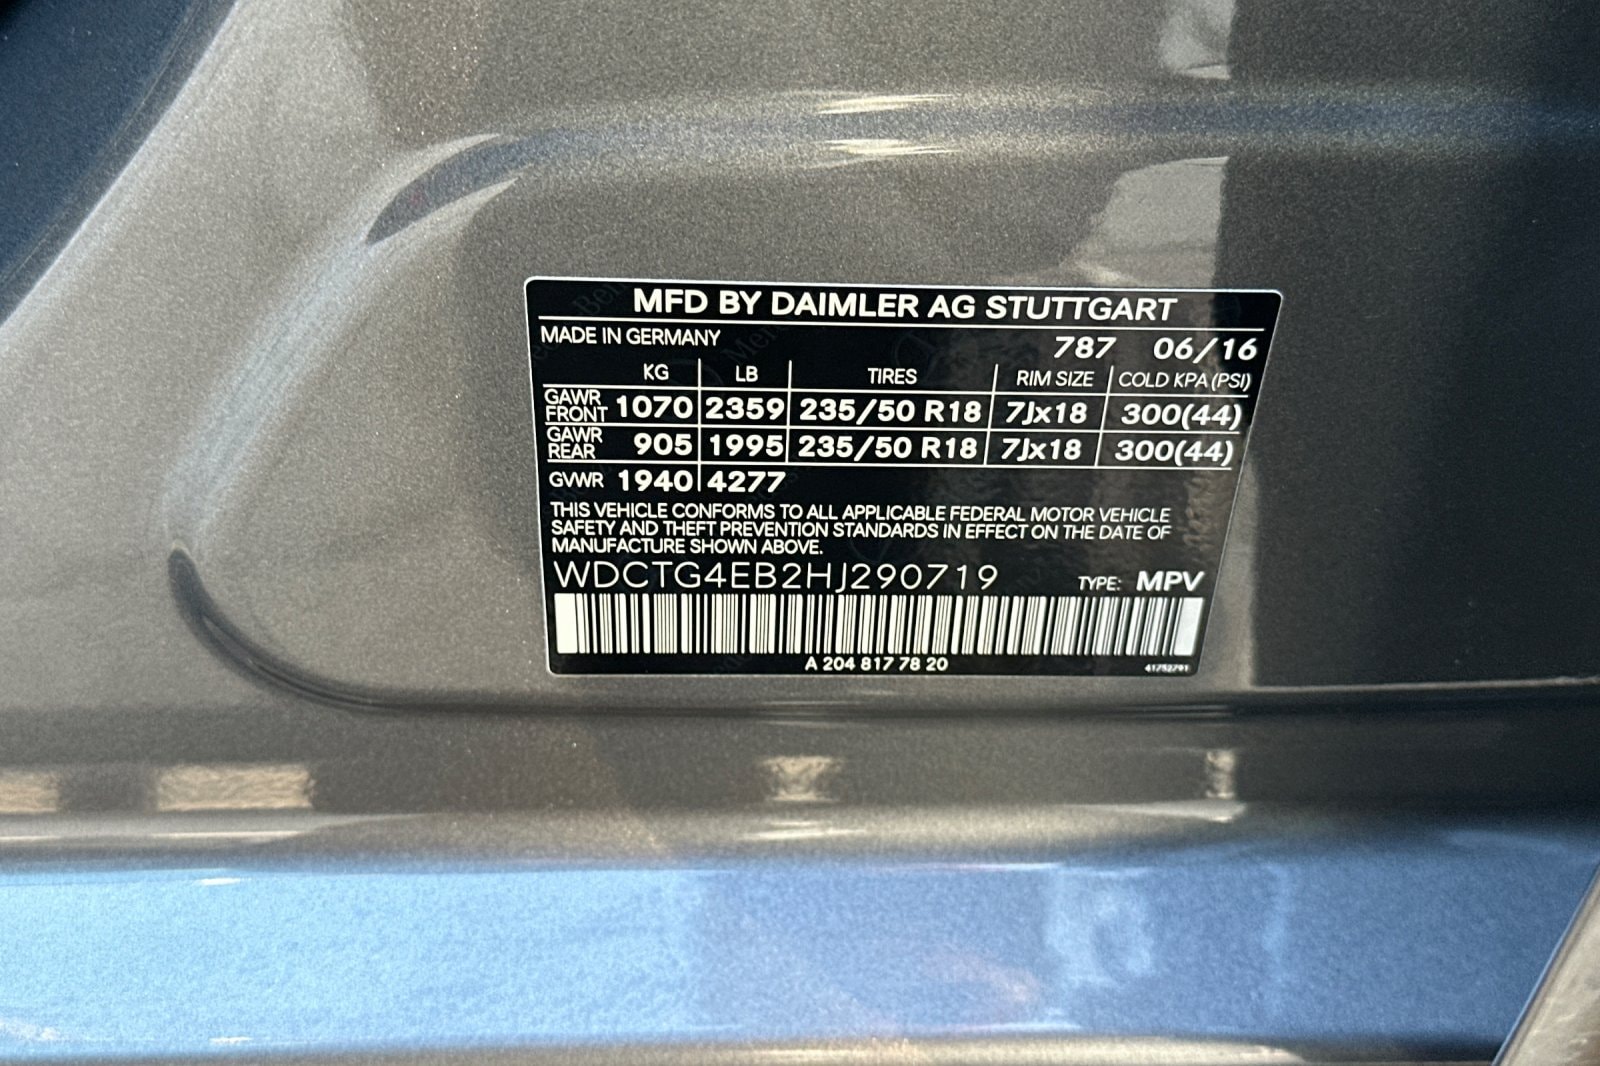 MFD BY DAIMLER AG STUTTGART
MADE IN GERMANY 787 06/16
KG LB TIRES RIM SIZE COLD KPA (PSI)
GAWR FRONT 1070 2359 235/50 R18 7Jx18 300(44)
GAWR REAR 905 1995 235/50 R18 7Jx18 300(44)
GVWR 1940 4277
THIS VEHICLE CONFORMS TO ALL APPLICABLE FEDERAL MOTOR VEHICLE
SAFETY AND THEFT PREVENTION STANDARDS IN EFFECT ON THE DATE OF
MANUFACTURE SHOWN ABOVE.
WDCTG4EB2HJ290719 TYPE: MPV
A 204 817 78 20 41752791